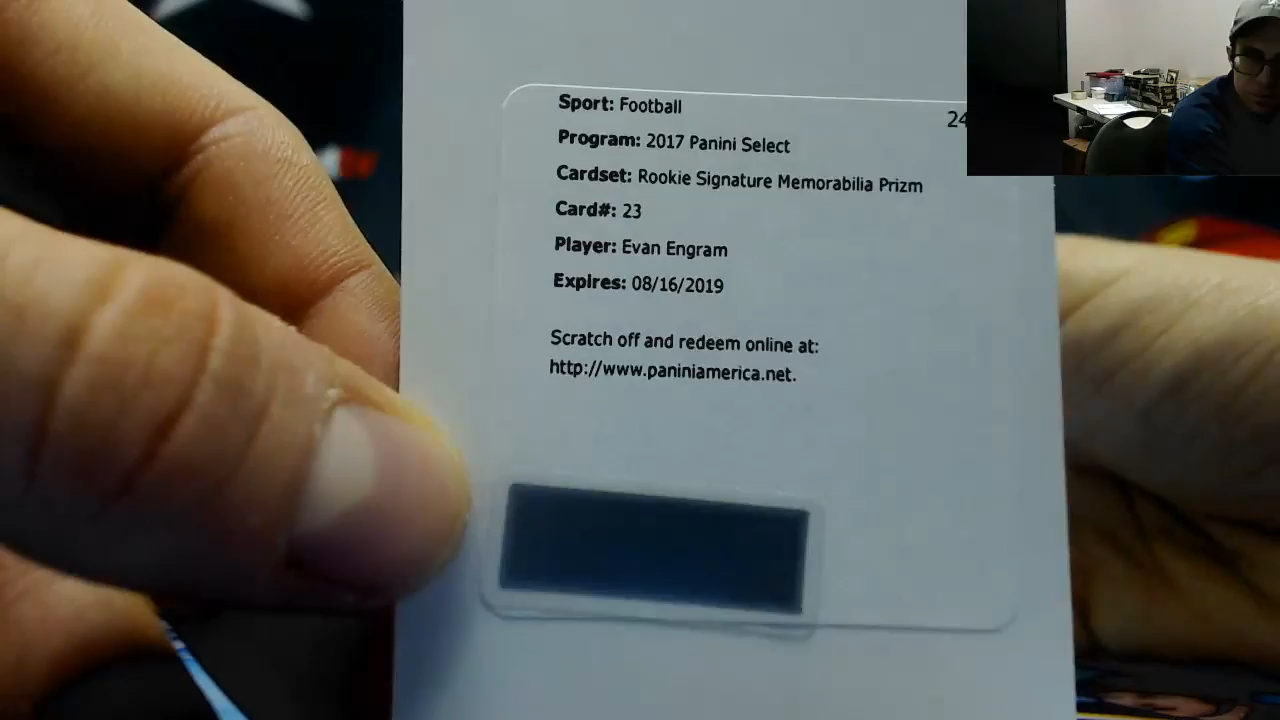 Sport: Football
24
Program: 2017 Panini Select
Cardset: Rookie Signature Memorabilia Prizm
Card#: 23
Player: Evan Engram
Expires: 08/16/2019
Scratch off and redeem online at:
http://www.paniniamerica.net.